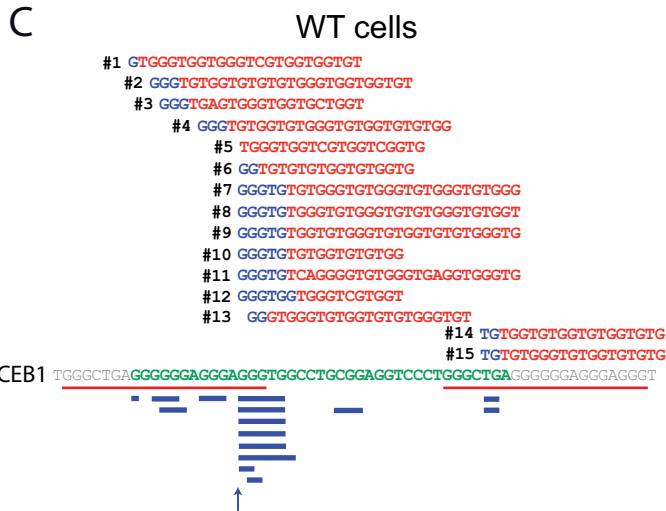 C
WT cells
#1 GTGGGTGGTGGGTCGTGGTGGTGT
#2 GGGTGTGGTGTGTGTGGGTGGTGGTGT
#3 GGGTGAGTGGGTGGTGCTGGT
#4 GGGTGTGGTGTGGGTGTGGTGTGTGG
#5 TGGGTGGTCGTGGTCGGTG
#6 GGTGTGTGTGGTGTGGTG
#7 GGGTGTGTGGGTGTGGGTGTGGGTGTGGG
#8 GGGTGTGGGTGTGGGTGTGTGGGTGTGGT
#9 GGGTGTGGTGTGGGTGTGGTGTGTGGGTG
#10 GGGTGTGTGGTGTGTGG
#11 GGGTGTCAGGGGTGTGGGTGAGGTGGGTG
#12 GGGTGGTGGGTCGTGGT
#13 GGGTGGGTGTGGTGTGTGGGTGT
#14 TGTGGTGTGGTGTGGTGTG
#15 TGTGTGGGTGTGGTGTGTG
CEB1 TGGGCTGAGGGGGGAGGGAGGGTGGCCTGCGGAGGTCCCTGGGCTGAGGGGGGAGGGAGGGT